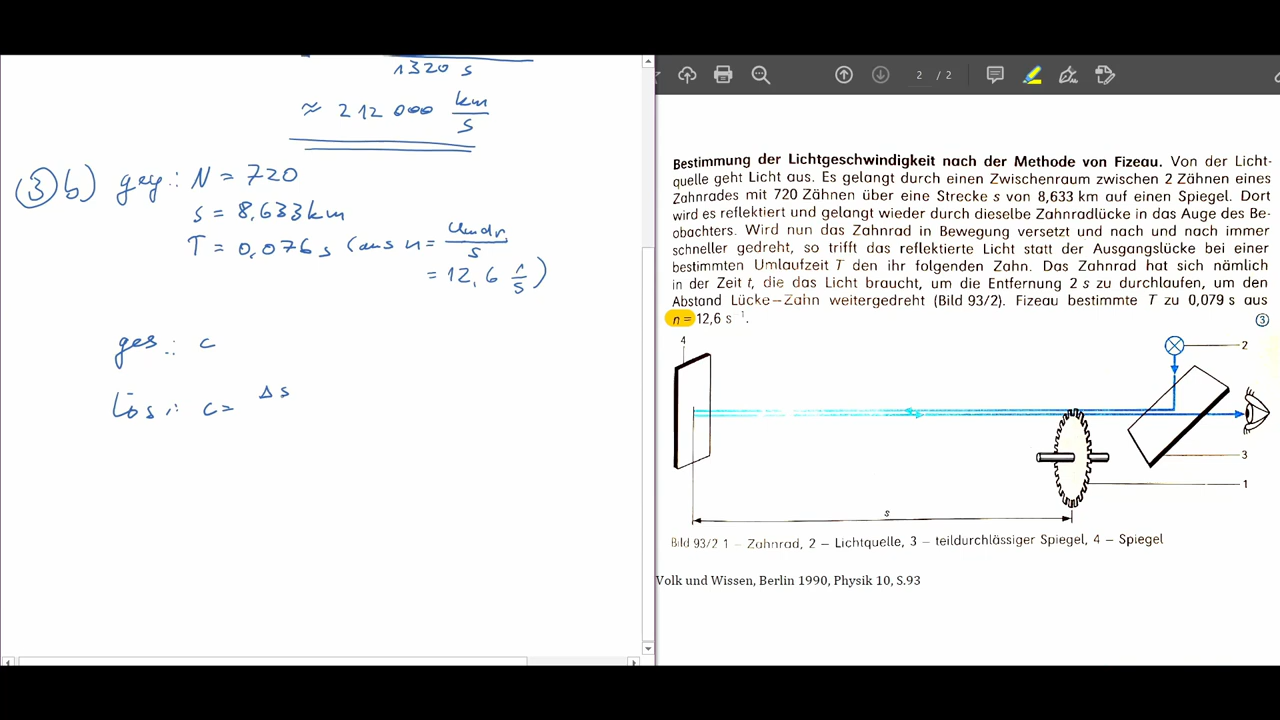 1320 s
≈ 212 000 km/s
③ b) geg.: N = 720
s = 8,633 km
T = 0,076 s (aus n = Umdr./s
= 12,6 1/s)
ges.: c
Lös.: c = Δs
2 / 2
Bestimmung der Lichtgeschwindigkeit nach der Methode von Fizeau. Von der Licht-
quelle geht Licht aus. Es gelangt durch einen Zwischenraum zwischen 2 Zähnen eines
Zahnrades mit 720 Zähnen über eine Strecke s von 8,633 km auf einen Spiegel. Dort
wird es reflektiert und gelangt wieder durch dieselbe Zahnradlücke in das Auge des Be-
obachters. Wird nun das Zahnrad in Bewegung versetzt und nach und nach immer
schneller gedreht, so trifft das reflektierte Licht statt der Ausgangslücke bei einer
bestimmten Umlaufzeit T den ihr folgenden Zahn. Das Zahnrad hat sich nämlich
in der Zeit t, die das Licht braucht, um die Entfernung 2 s zu durchlaufen, um den
Abstand Lücke–Zahn weitergedreht (Bild 93/2). Fizeau bestimmte T zu 0,079 s aus
n = 12,6 s⁻¹. ③
4
2
3
1
s
Bild 93/2 1 – Zahnrad, 2 – Lichtquelle, 3 – teildurchlässiger Spiegel, 4 – Spiegel
Volk und Wissen, Berlin 1990, Physik 10, S.93